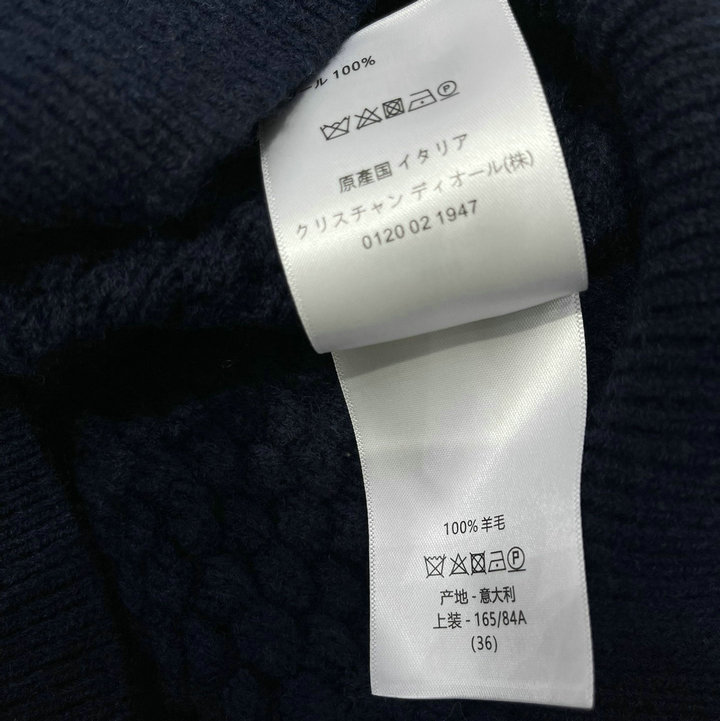 ール 100%
原産国 イタリア
クリスチャン ディオール(株)
0120 02 1947
100% 羊毛
产地 - 意大利
上装 - 165/84A
(36)